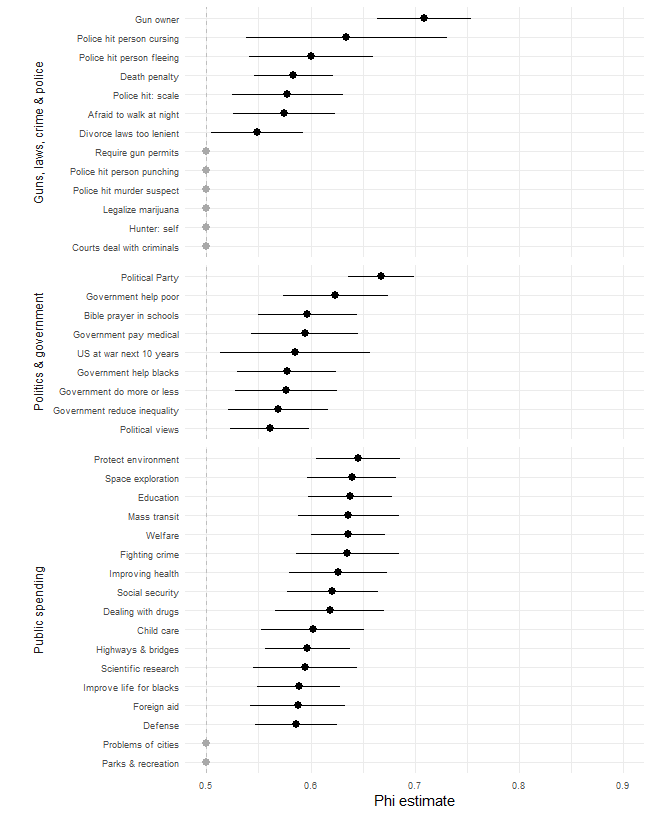 Guns, laws, crime & police
Gun owner
Police hit person cursing
Police hit person fleeing
Death penalty
Police hit: scale
Afraid to walk at night
Divorce laws too lenient
Require gun permits
Police hit person punching
Police hit murder suspect
Legalize marijuana
Hunter: self
Courts deal with criminals
Politics & government
Political Party
Government help poor
Bible prayer in schools
Government pay medical
US at war next 10 years
Government help blacks
Government do more or less
Government reduce inequality
Political views
Public spending
Protect environment
Space exploration
Education
Mass transit
Welfare
Fighting crime
Improving health
Social security
Dealing with drugs
Child care
Highways & bridges
Scientific research
Improve life for blacks
Foreign aid
Defense
Problems of cities
Parks & recreation
0.5 0.6 0.7 0.8 0.9
Phi estimate